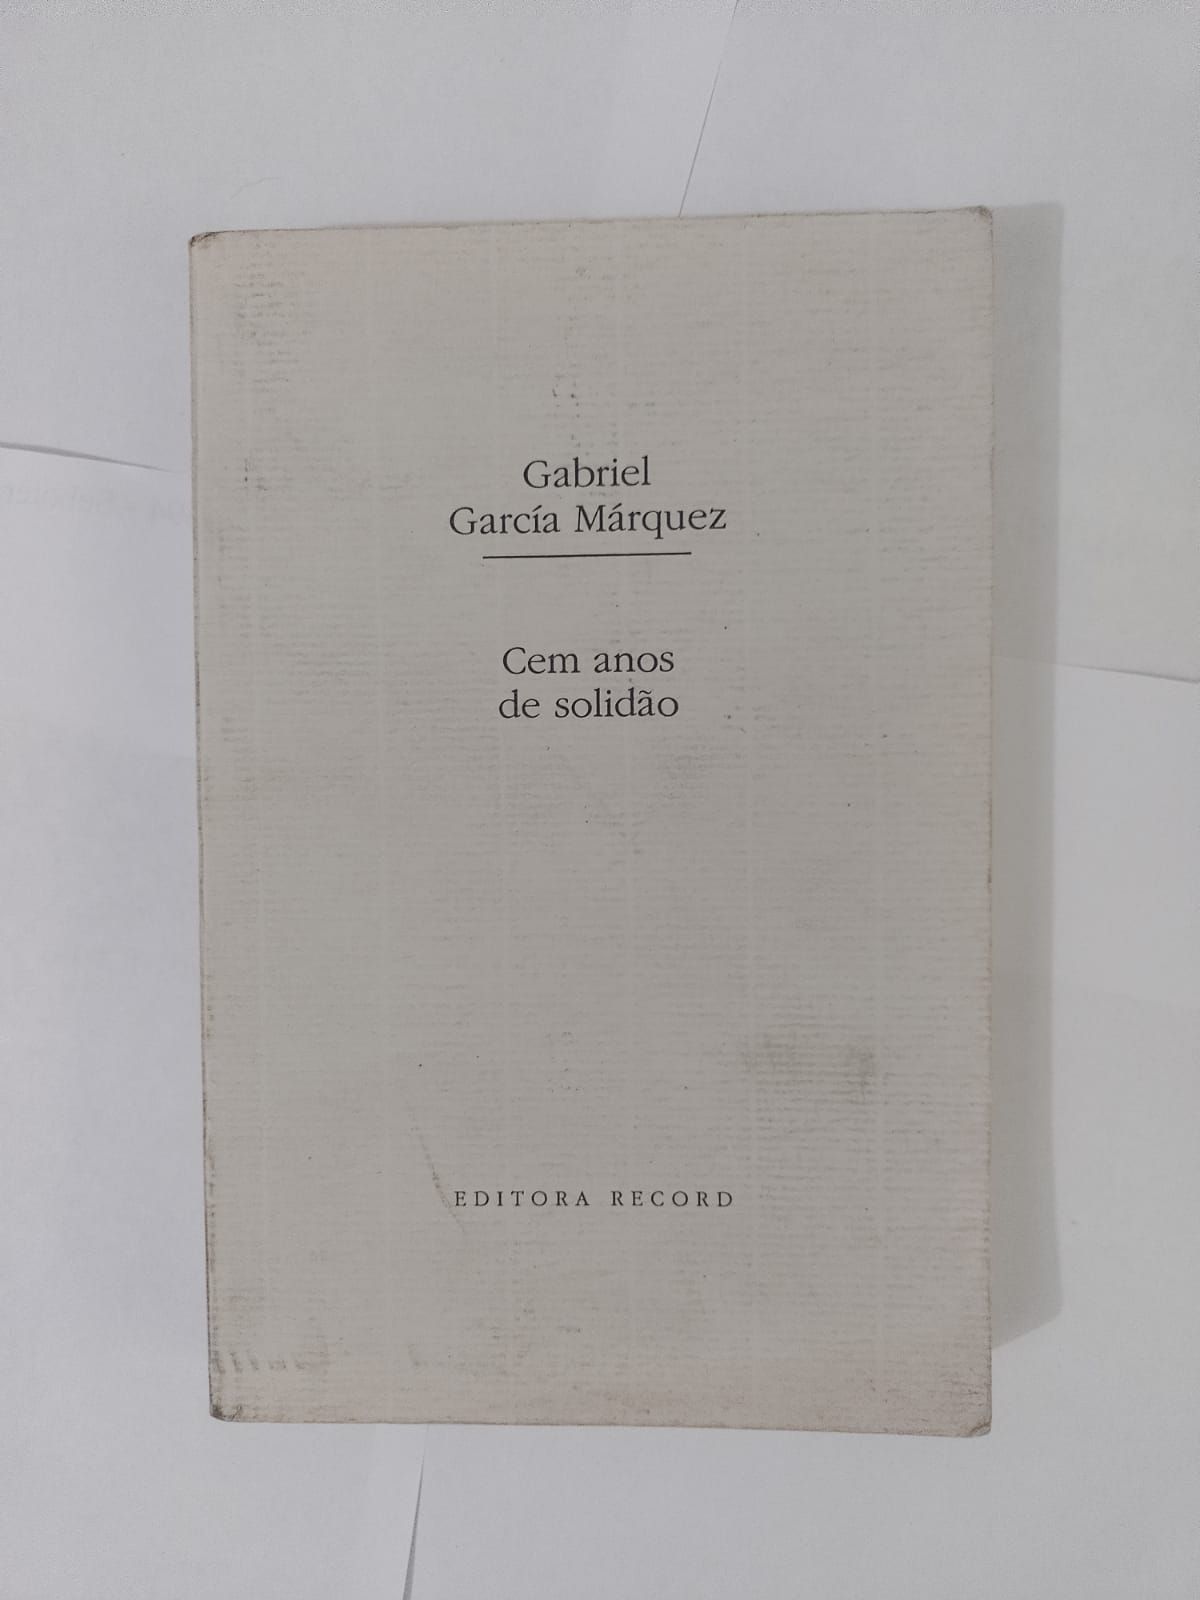 Gabriel
García Márquez
Cem anos
de solidão
EDITORA RECORD